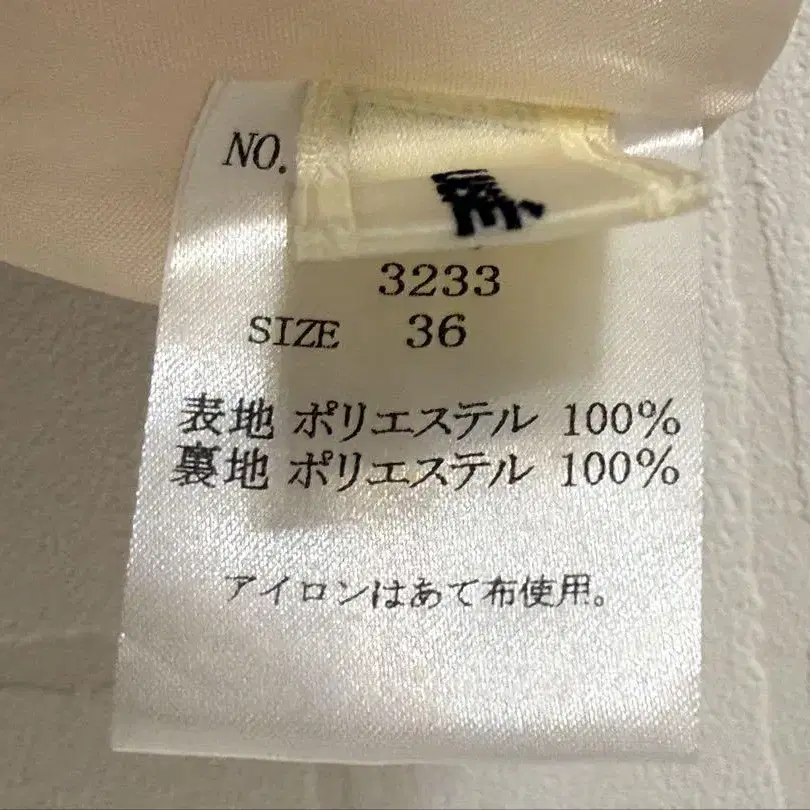 NO.
3233
SIZE 36
表地 ポリエステル 100%
裏地 ポリエステル 100%
アイロンはあて布使用。